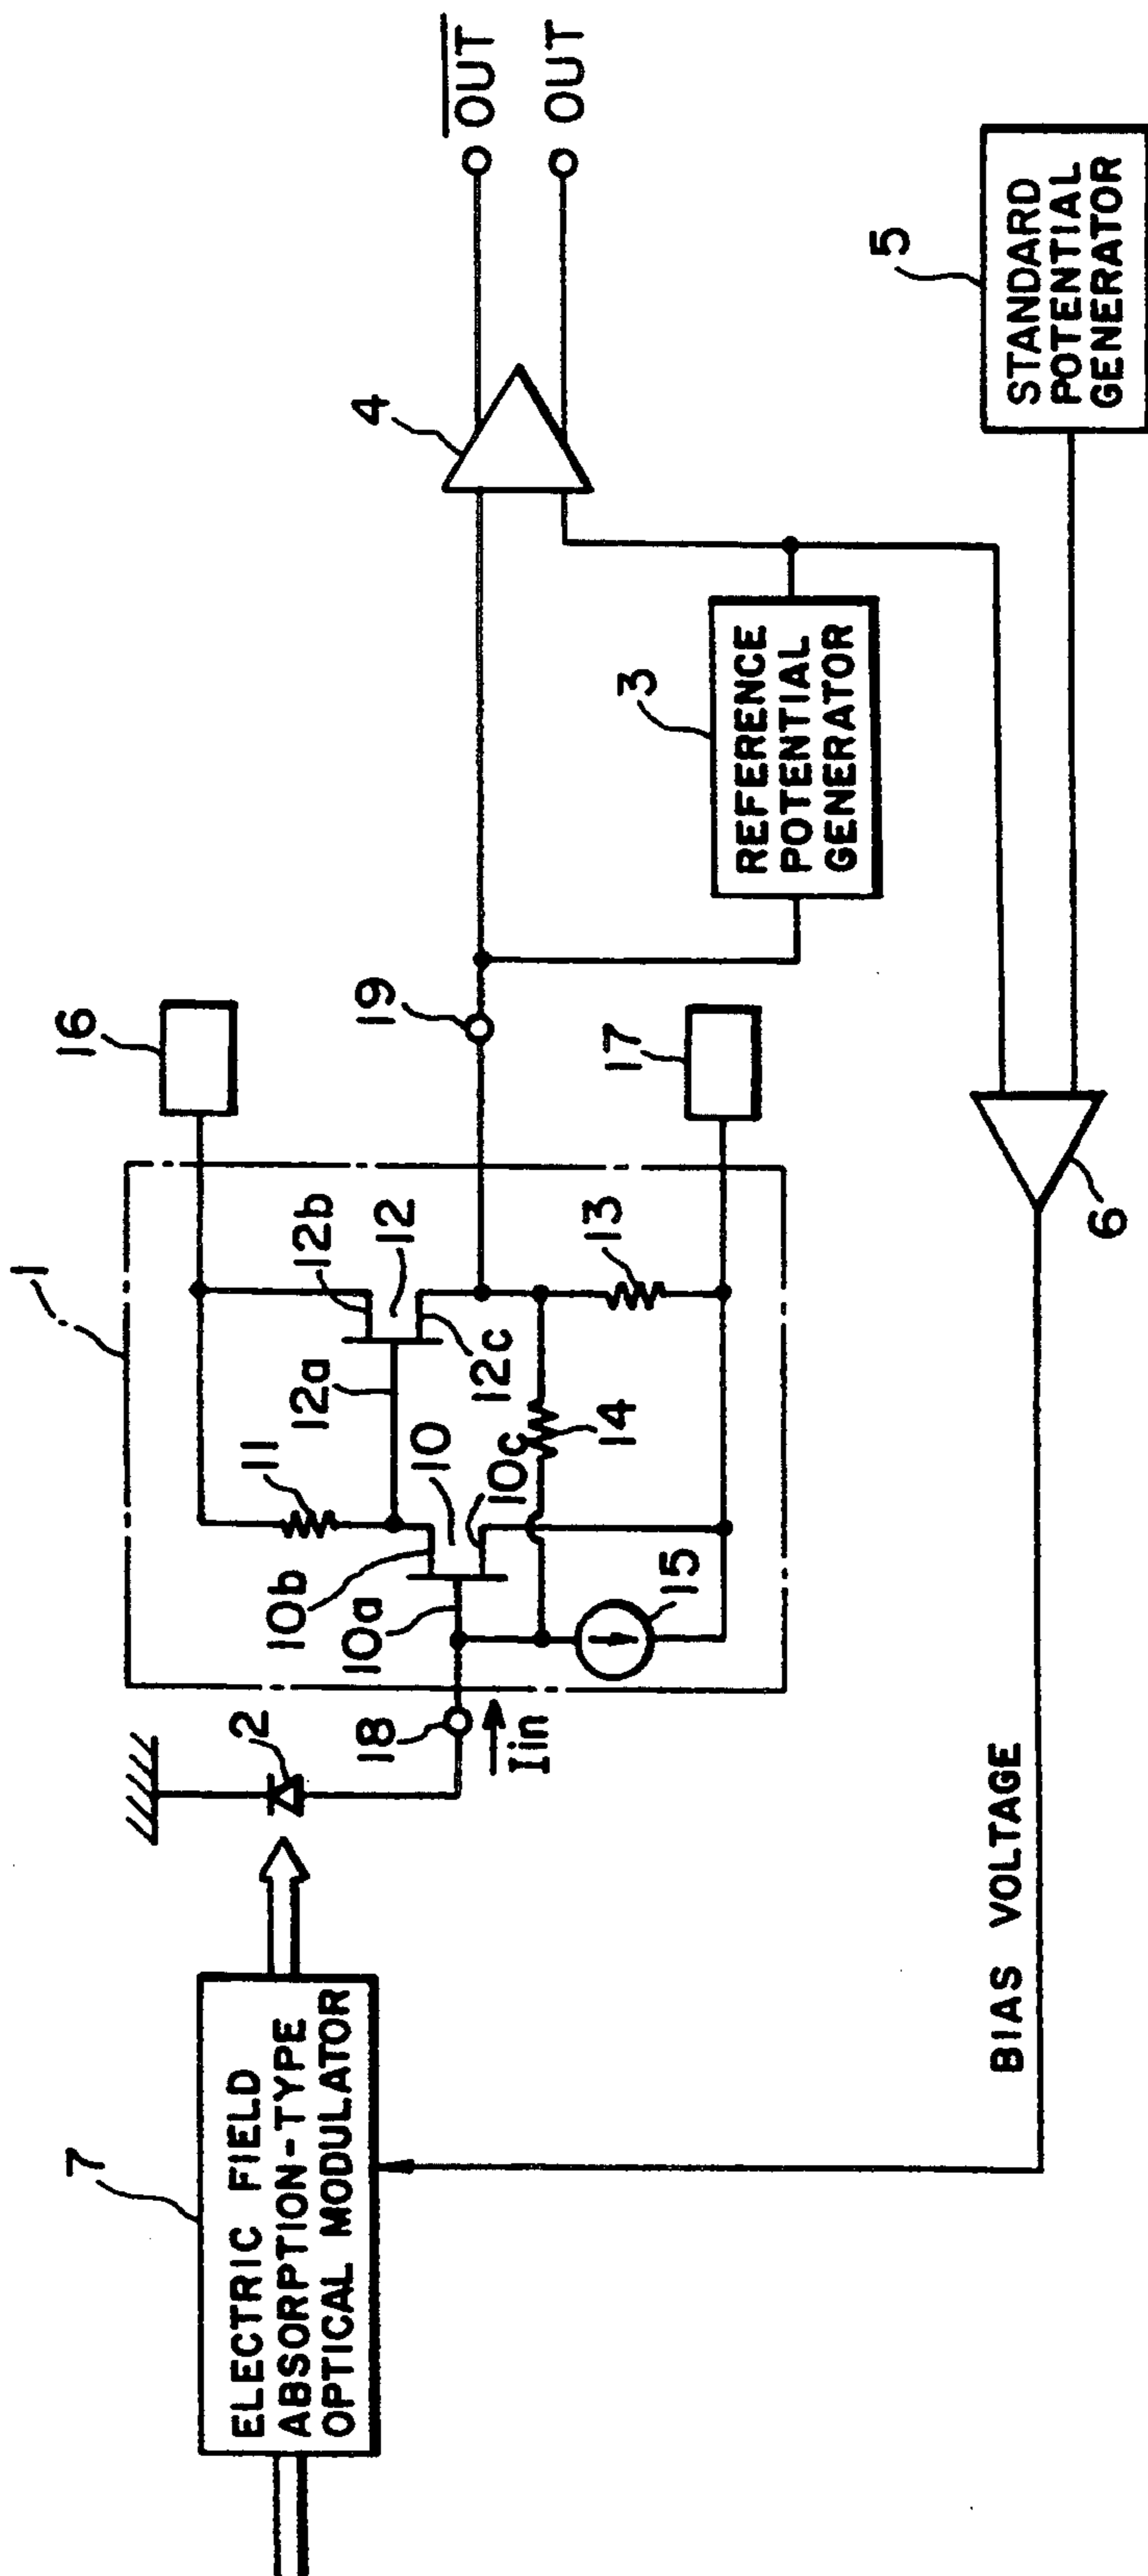 7
ELECTRIC FIELD
ABSORPTION-TYPE
OPTICAL MODULATOR
2
18
Iin
1
11
10b
10a
10
10c
12a
12b
12
12c
14
13
15
16
17
19
3
REFERENCE
POTENTIAL
GENERATOR
4
OUT
OUT
5
STANDARD
POTENTIAL
GENERATOR
6
BIAS VOLTAGE